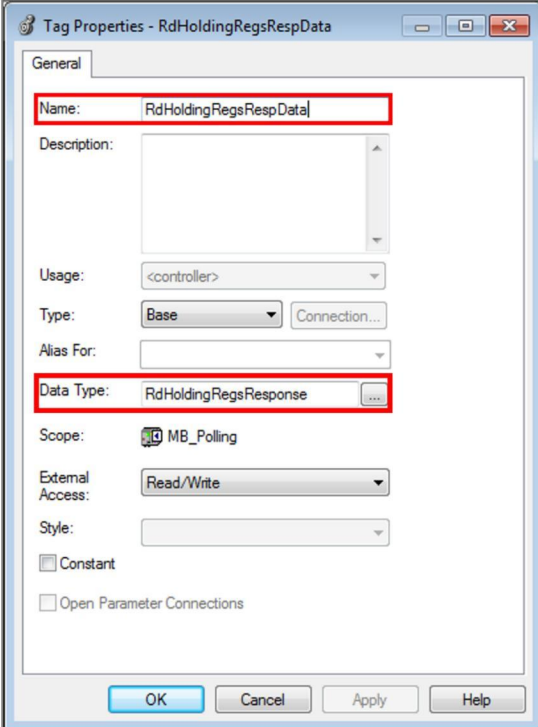 Tag Properties - RdHoldingRegsRespData
General
Name: RdHoldingRegsRespData
Description:
Usage: <controller>
Type: Base Connection...
Alias For:
Data Type: RdHoldingRegsResponse ...
Scope: MB_Polling
External
Access: Read/Write
Style:
Constant
Open Parameter Connections
OK Cancel Apply Help